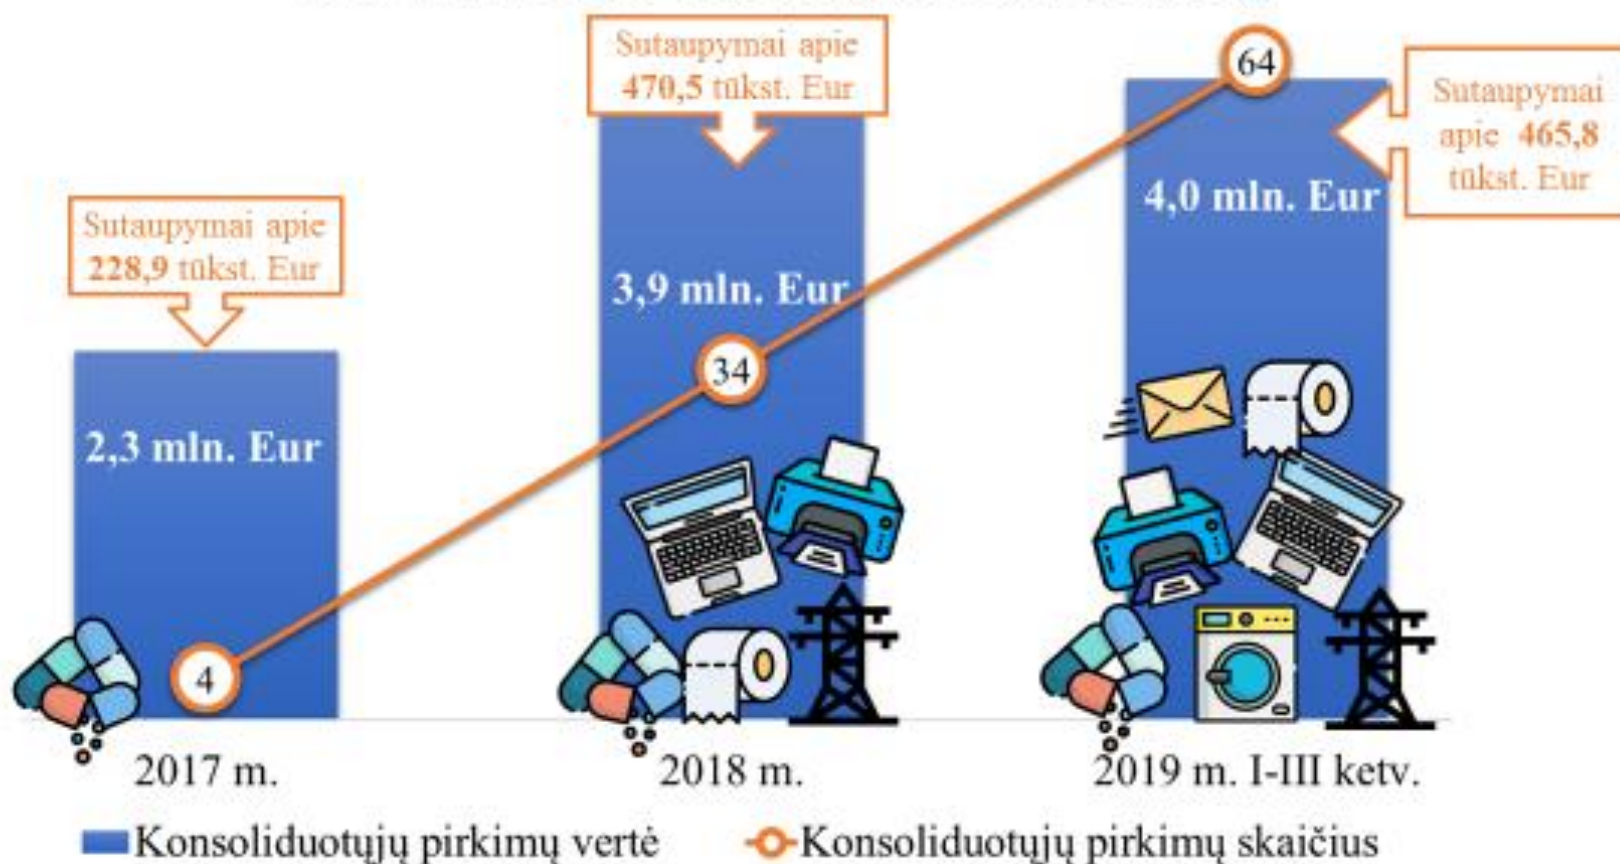 Sutaupymai apie
470,5 tūkst. Eur
64
Sutaupymai
apie 465,8
tūkst. Eur
Sutaupymai apie
228,9 tūkst. Eur
4,0 mln. Eur
3,9 mln. Eur
34
2,3 mln. Eur
4
2017 m.
2018 m.
2019 m. I-III ketv.
Konsoliduotųjų pirkimų vertė
Konsoliduotųjų pirkimų skaičius